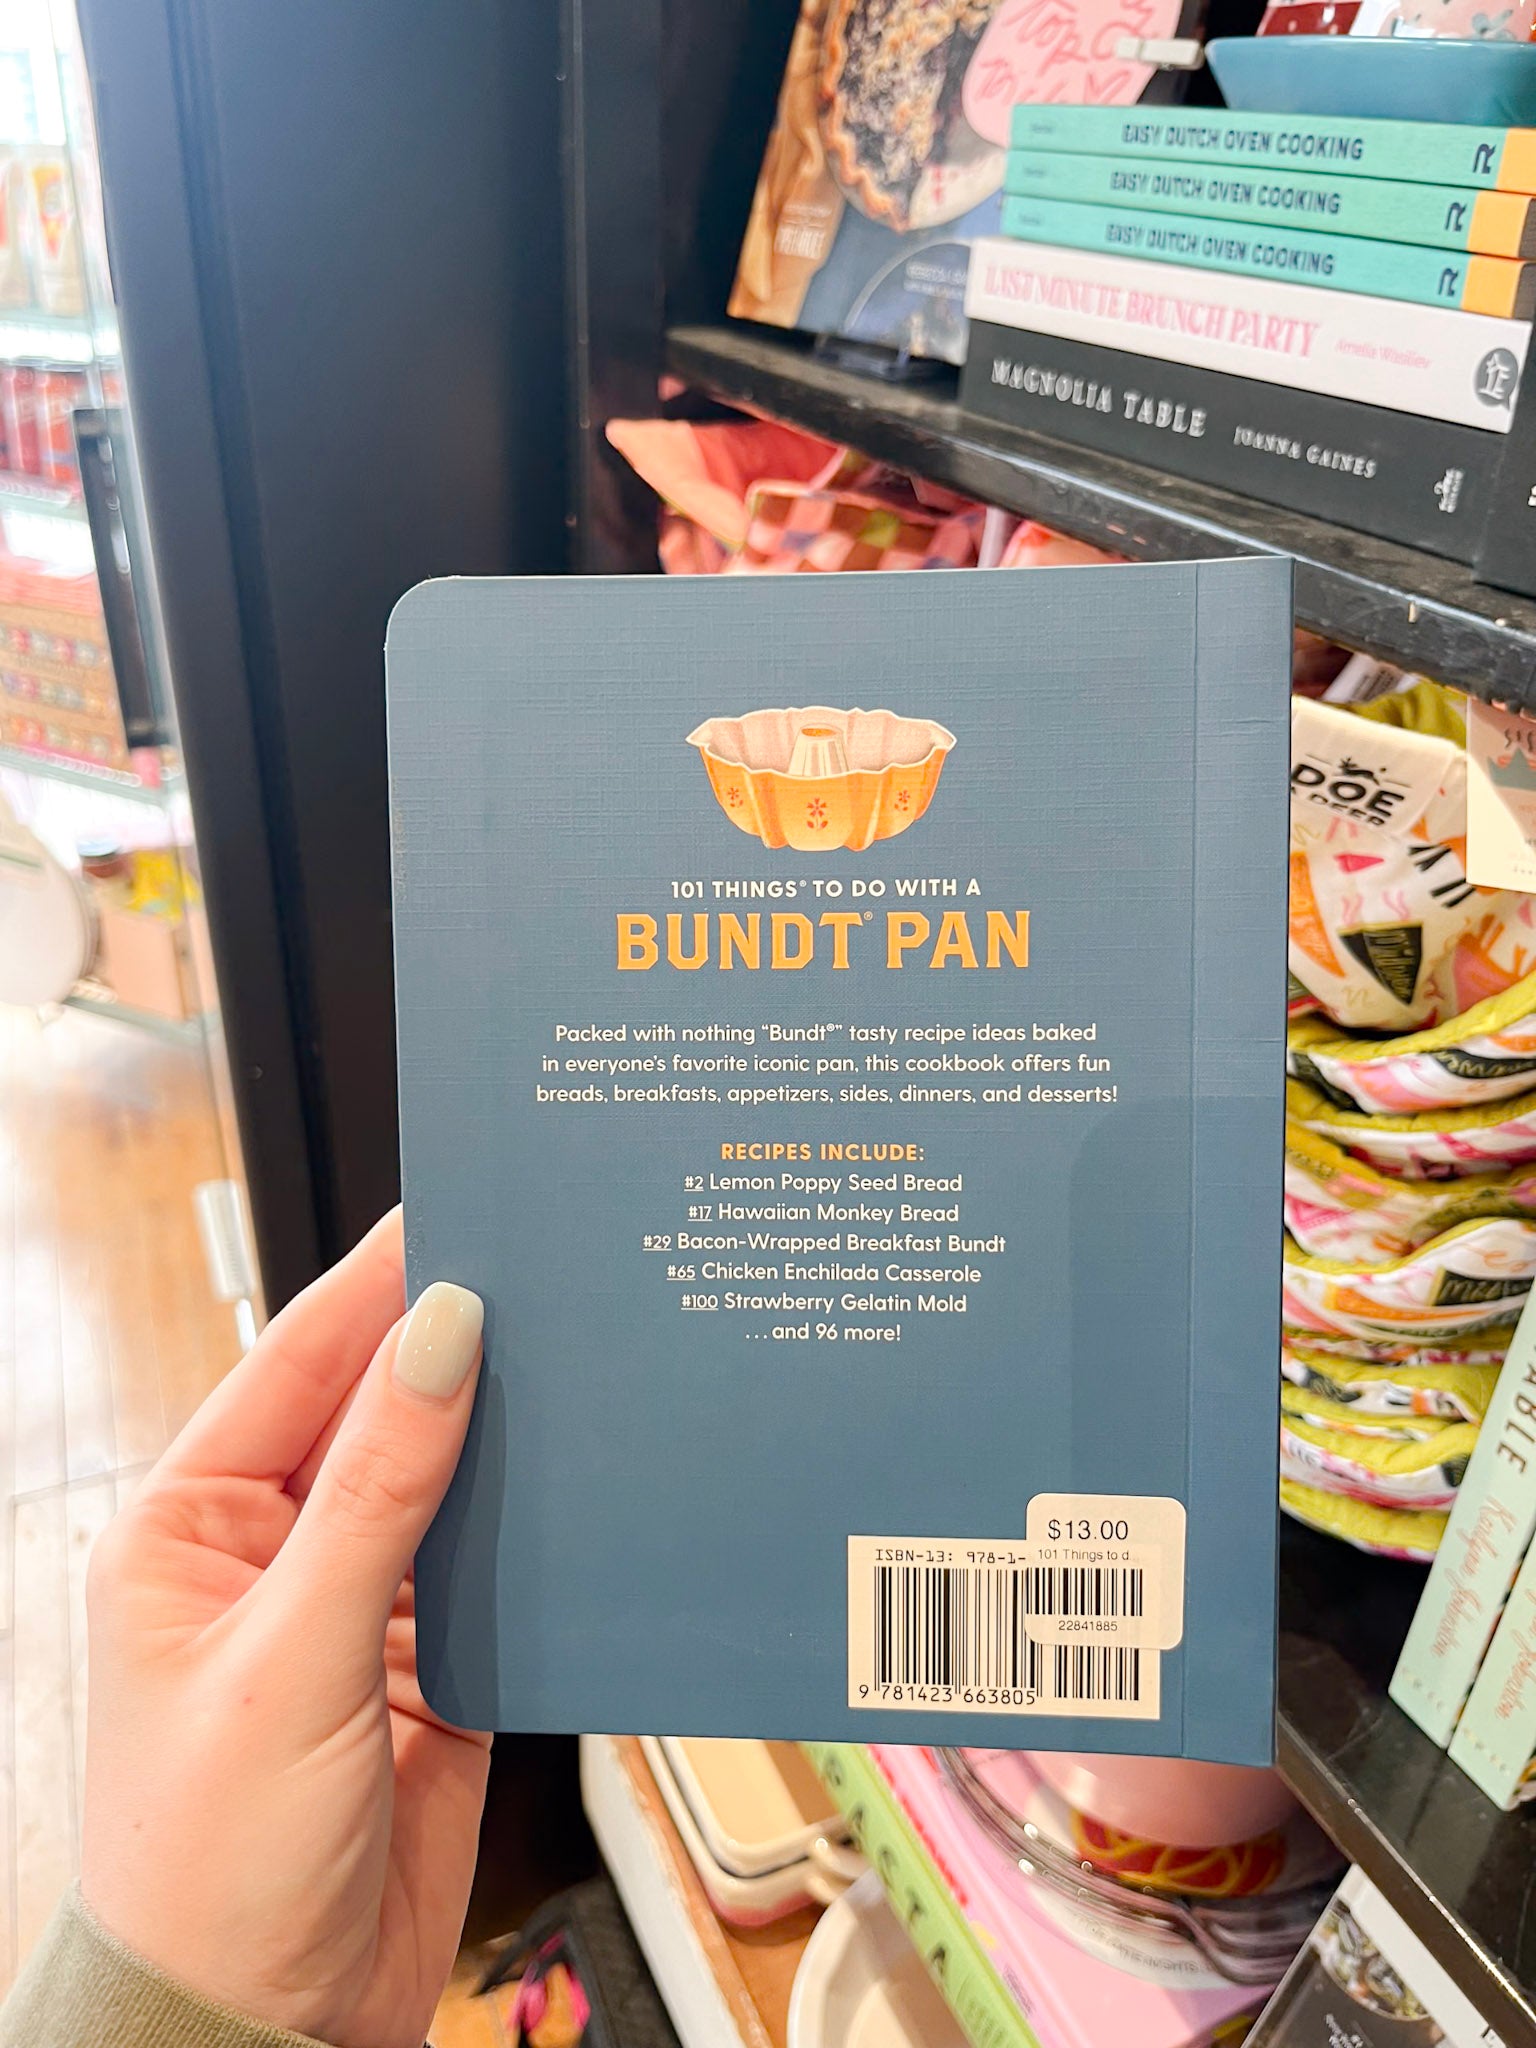 EASY DUTCH OVEN COOKING
EASY DUTCH OVEN COOKING
EASY DUTCH OVEN COOKING
LAST MINUTE BRUNCH PARTY
MAGNOLIA TABLE JOANNA GAINES
DOE
A DEER
101 THINGS® TO DO WITH A
BUNDT® PAN
Packed with nothing “Bundt®” tasty recipe ideas baked
in everyone’s favorite iconic pan, this cookbook offers fun
breads, breakfasts, appetizers, sides, dinners, and desserts!
RECIPES INCLUDE:
#2 Lemon Poppy Seed Bread
#17 Hawaiian Monkey Bread
#29 Bacon-Wrapped Breakfast Bundt
#65 Chicken Enchilada Casserole
#100 Strawberry Gelatin Mold
...and 96 more!
$13.00
101 Things to d...
22841885
ISBN-13: 978-1-
9 781423 663805